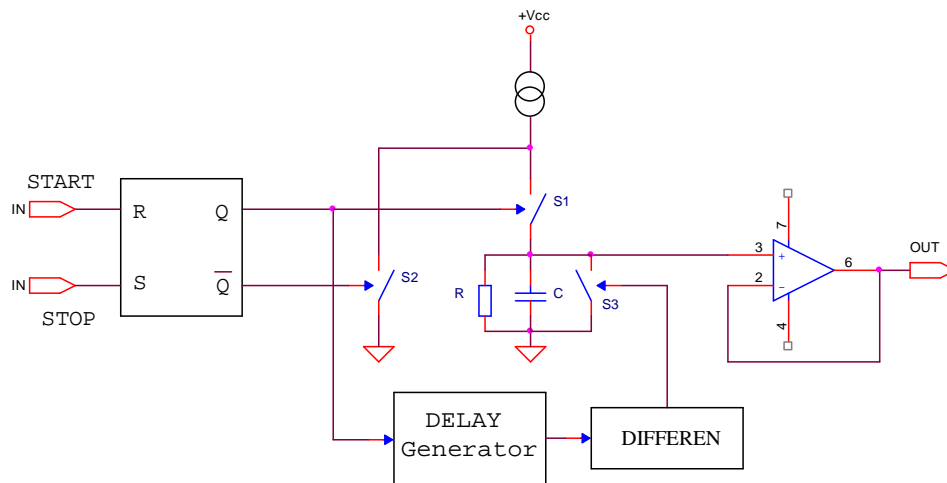 +Vcc
START
IN
R
Q
S1
OUT
7
3
+
6
2
−
4
IN
S
Q
STOP
S2
R
C
S3
DELAY
Generator
DIFFEREN